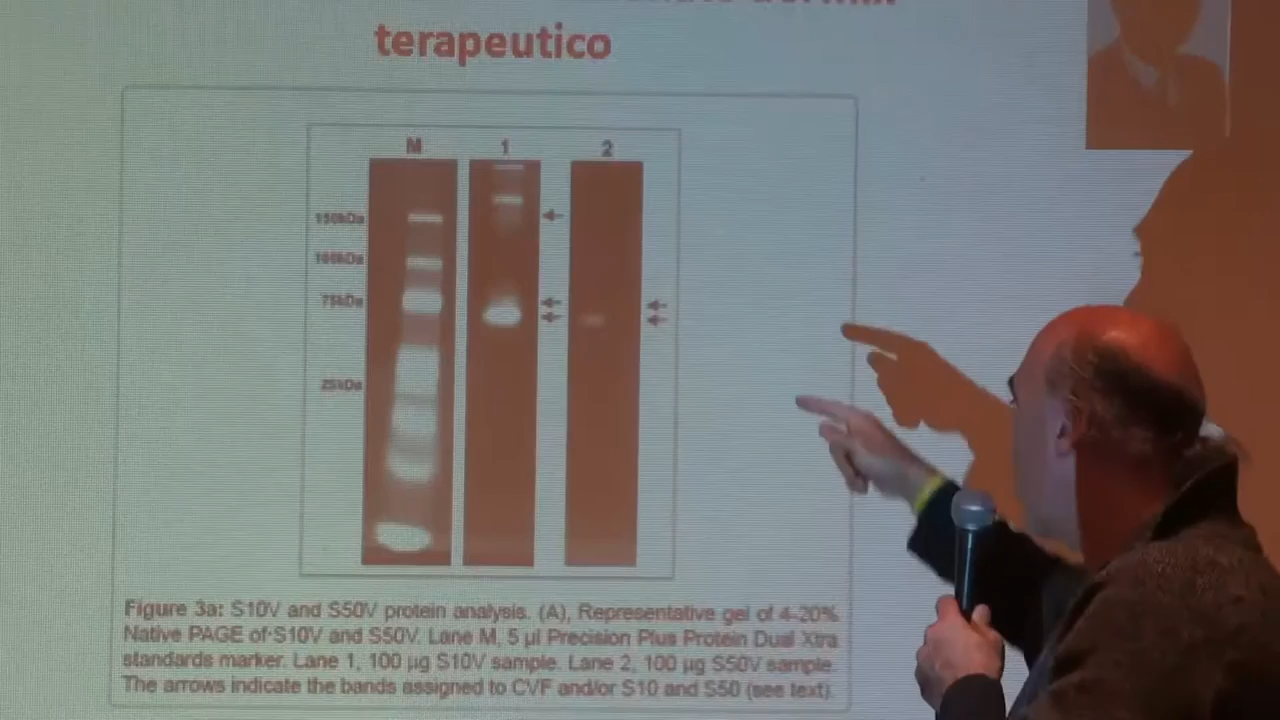 terapeutico
M 1 2
150kDa
100kDa
75kDa
25kDa
Figure 3a: S10V and S50V protein analysis. (A), Representative gel of 4-20%
Native PAGE of S10V and S50V. Lane M, 5 µl Precision Plus Protein Dual Xtra
standards marker. Lane 1, 100 µg S10V sample. Lane 2, 100 µg S50V sample.
The arrows indicate the bands assigned to CVF and/or S10 and S50 (see text).